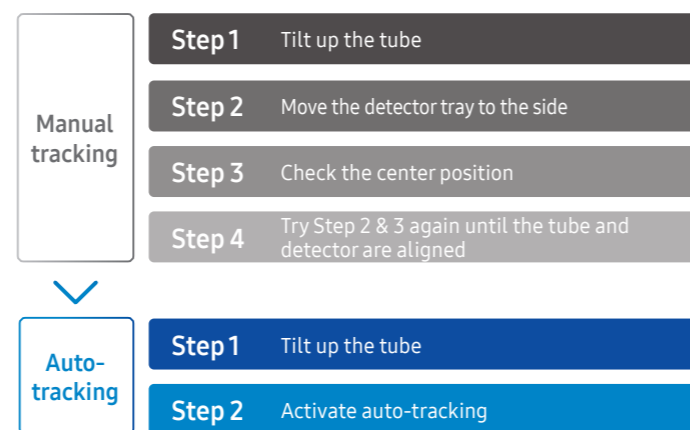 Manual
tracking
Step 1 Tilt up the tube
Step 2 Move the detector tray to the side
Step 3 Check the center position
Step 4 Try Step 2 & 3 again until the tube and
detector are aligned
Auto-
tracking
Step 1 Tilt up the tube
Step 2 Activate auto-tracking